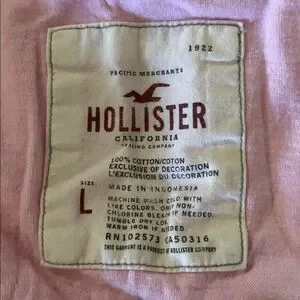 1922
PACIFIC MERCHANTS
HOLLISTER
CALIFORNIA
TRADING COMPANY
100% COTTON/COTON
EXCLUSIVE OF DECORATION
L'EXCLUSION DU DECORATION
MADE IN INDONESIA
SIZE
L
MACHINE WASH COLD WITH
LIKE COLORS. NON-
CHLORINE BLEACH IF NEEDED.
TUMBLE DRY LOW.
WARM IRON IF NEEDED.
RN102573 CA50316
THIS GARMENT IS A PRODUCT OF HOLLISTER COMPANY